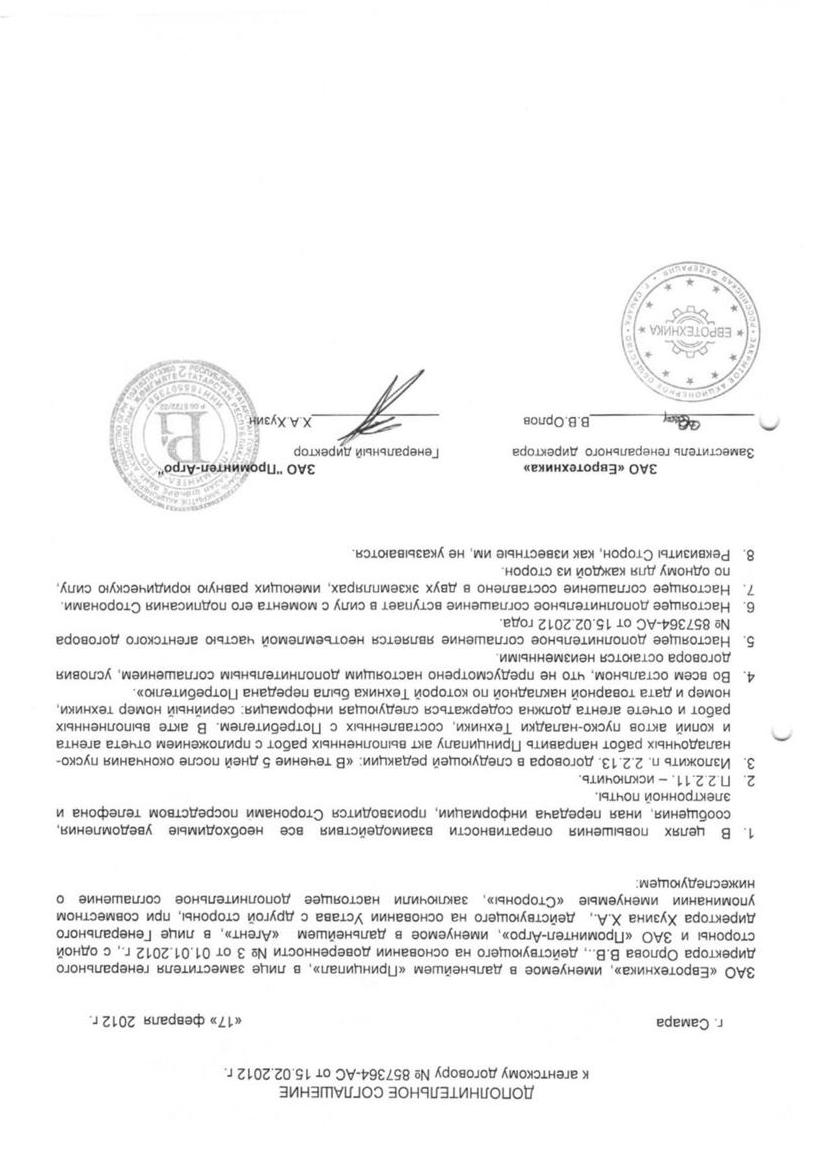 ДОПОЛНИТЕЛЬНОЕ СОГЛАШЕНИЕ
к агентскому договору № 857364-АС от 15.02.2012 г.
г. Самара «17» февраля 2012 г.
ЗАО «Евротехника», именуемое в дальнейшем «Принципал», в лице заместителя генерального
директора Орлова В.В.., действующего на основании доверенности № 3 от 01.01.2012 г., с одной
стороны и ЗАО «Проминтел-Агро», именуемое в дальнейшем «Агент», в лице Генерального
директора Хузина Х.А., действующего на основании Устава с другой стороны, при совместном
упоминании именуемые «Стороны», заключили настоящее дополнительное соглашение о
нижеследующем:
1. В целях повышения оперативности взаимодействия все необходимые уведомления,
сообщения, иная передача информации, производится Сторонами посредством телефона и
электронной почты.
2. П.2.2.11. – исключить.
3. Изложить п. 2.2.13. договора в следующей редакции: «В течение 5 дней после окончания пуско-
наладочных работ направить Принципалу акт выполненных работ с приложением отчета агента
и копий актов пуско-наладки Техники, составленных с Потребителем. В акте выполненных
работ и отчете агента должна содержаться следующая информация: серийный номер техники,
номер и дата товарной накладной по которой Техника была передана Потребителю».
4. Во всем остальном, что не предусмотрено настоящим дополнительным соглашением, условия
договора остаются неизменными.
5. Настоящее дополнительное соглашение является неотъемлемой частью агентского договора
№ 857364-АС от 15.02.2012 года.
6. Настоящее дополнительное соглашение вступает в силу с момента его подписания Сторонами.
7. Настоящее соглашение составлено в двух экземплярах, имеющих равную юридическую силу,
по одному для каждой из сторон.
8. Реквизиты Сторон, как известные им, не указываются.
ЗАО «Евротехника» ЗАО "Проминтел-Агро"
Заместитель генерального директора Генеральный директор
В.В.Орлов Х.А.Хузин
ЕВРОТЕХНИКА
РОССИЙСКАЯ ФЕДЕРАЦИЯ • Г. САМАРА • ЗАКРЫТОЕ АКЦИОНЕРНОЕ ОБЩЕСТВО